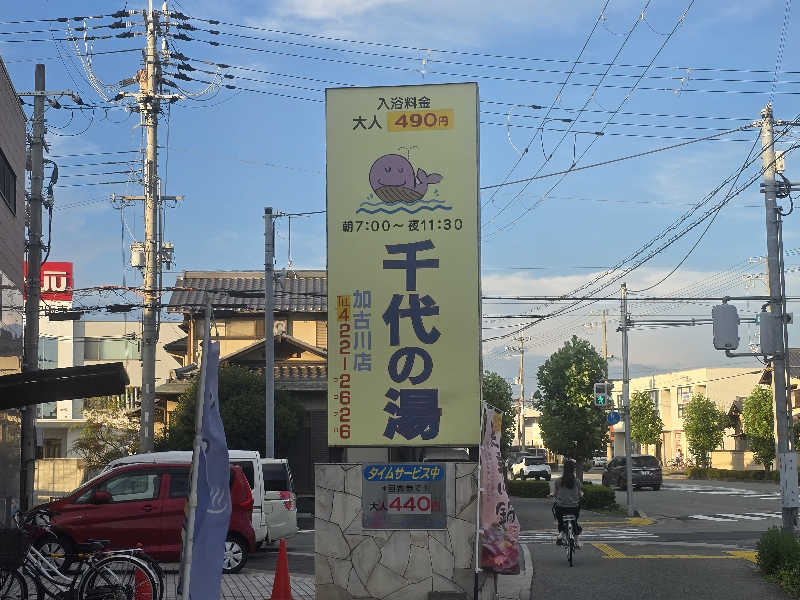 入浴料金
大人 490円
朝7:00～夜11:30
千代の湯
加古川店
TEL 422-2626
タイムサービス中
大人 440円
JU